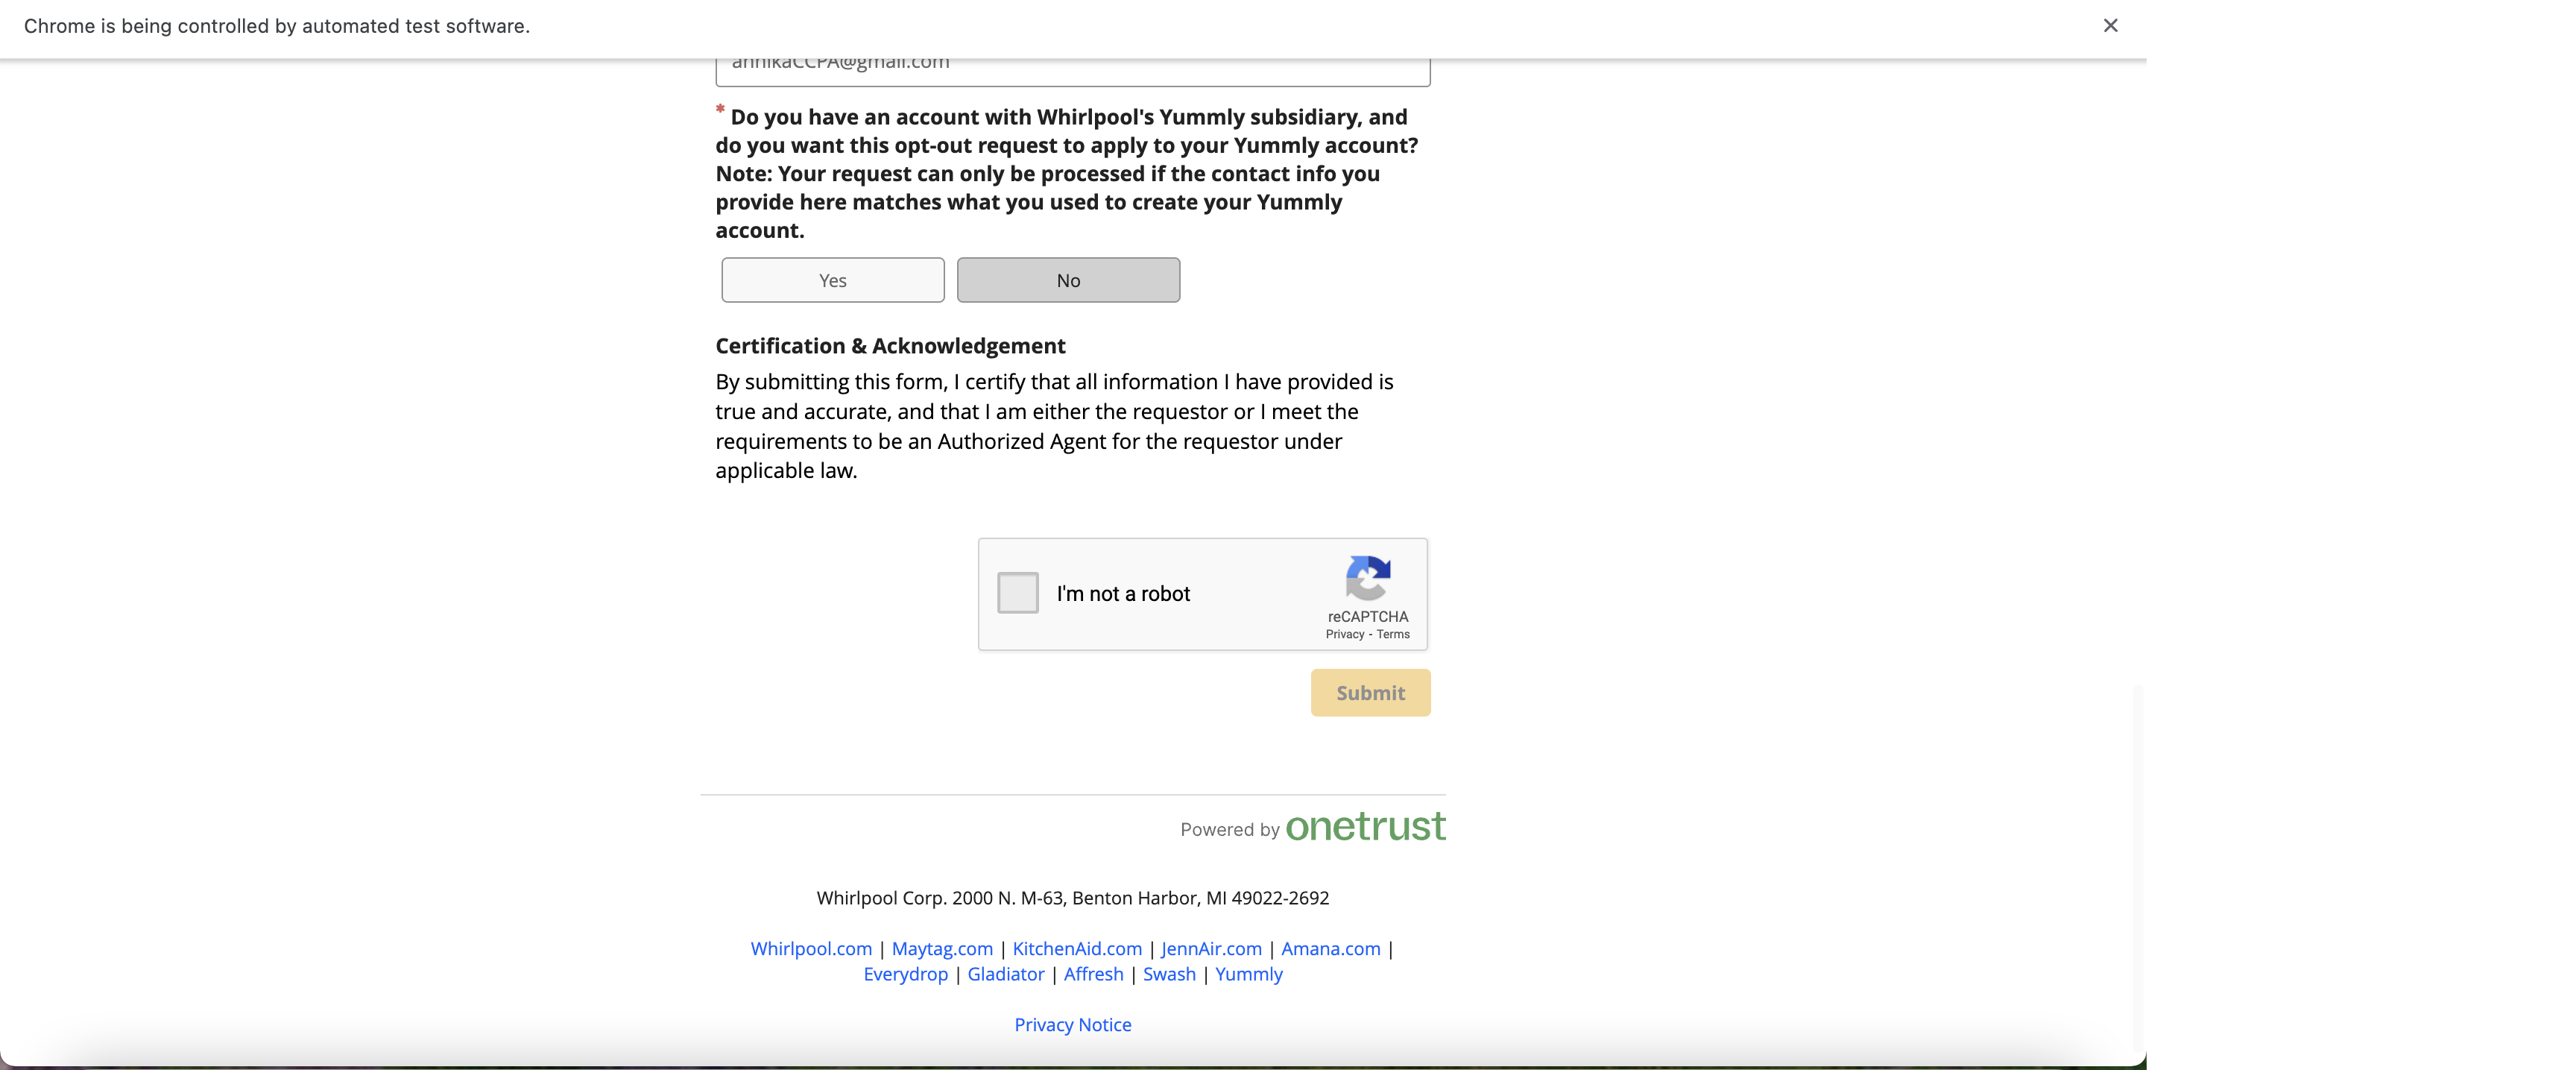 Chrome is being controlled by automated test software.
annikaCCPA@gmail.com
* Do you have an account with Whirlpool's Yummly subsidiary, and
do you want this opt-out request to apply to your Yummly account?
Note: Your request can only be processed if the contact info you
provide here matches what you used to create your Yummly
account.
Yes No
Certification & Acknowledgement
By submitting this form, I certify that all information I have provided is
true and accurate, and that I am either the requestor or I meet the
requirements to be an Authorized Agent for the requestor under
applicable law.
I'm not a robot
reCAPTCHA
Privacy - Terms
Submit
Powered by onetrust
Whirlpool Corp. 2000 N. M-63, Benton Harbor, MI 49022-2692
Whirlpool.com | Maytag.com | KitchenAid.com | JennAir.com | Amana.com |
Everydrop | Gladiator | Affresh | Swash | Yummly
Privacy Notice